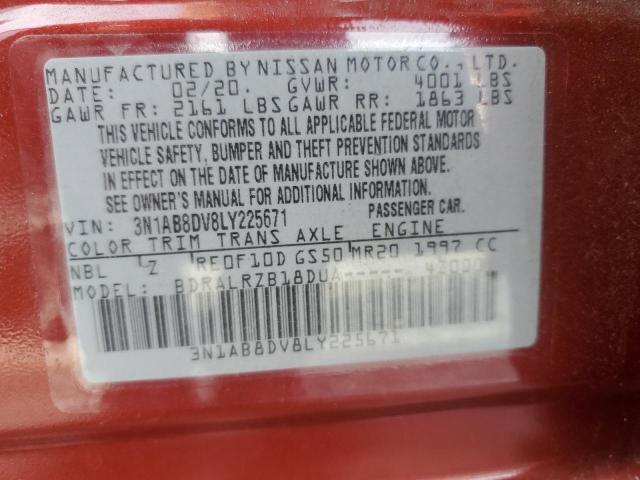 MANUFACTURED BY NISSAN MOTOR CO., LTD.
DATE: 02/20. GVWR: 4001 LBS
GAWR FR: 2161 LBS GAWR RR: 1863 LBS
THIS VEHICLE CONFORMS TO ALL APPLICABLE FEDERAL MOTOR
VEHICLE SAFETY, BUMPER AND THEFT PREVENTION STANDARDS
IN EFFECT ON THE DATE OF MANUFACTURE SHOWN ABOVE.
SEE OWNER'S MANUAL FOR ADDITIONAL INFORMATION.
VIN: 3N1AB8DV8LY225671 PASSENGER CAR.
COLOR TRIM TRANS AXLE ENGINE
NBL Z RE0F10D GS50 MR20 1997 CC
MODEL: BDRALRZB18DUA-----
3N1AB8DV8LY225671